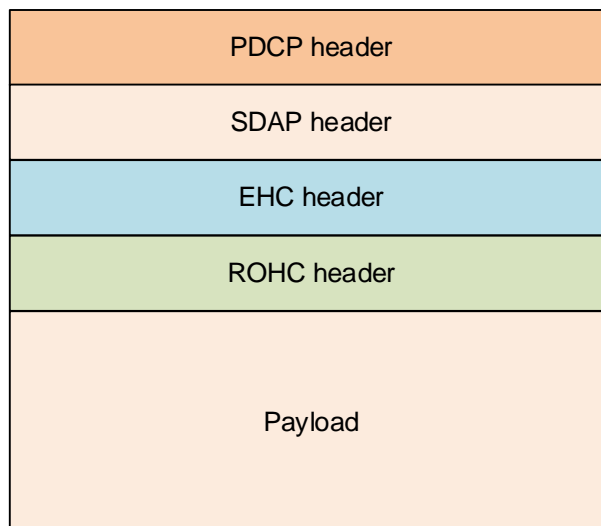 PDCP header
SDAP header
EHC header
ROHC header
Payload